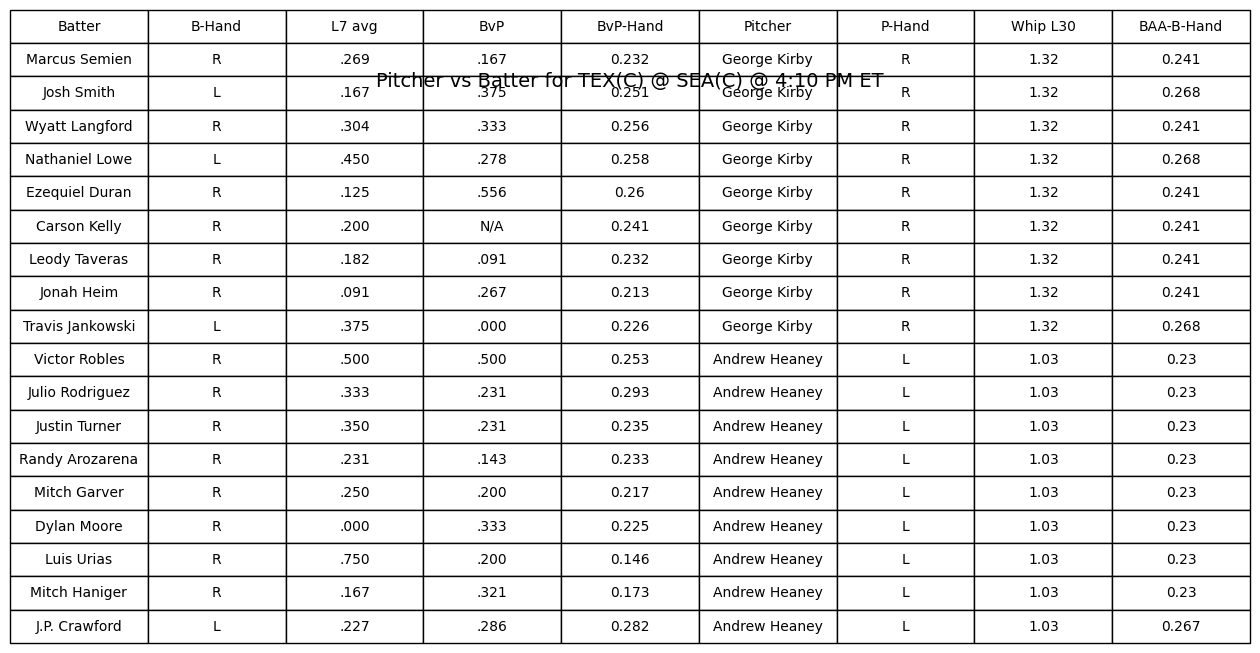 Batter B-Hand L7 avg BvP BvP-Hand Pitcher P-Hand Whip L30 BAA-B-Hand
Marcus Semien R .269 .167 0.232 George Kirby R 1.32 0.241
Pitcher vs Batter for TEX(C) @ SEA(C) @ 4:10 PM ET
Josh Smith L .167 .375 0.251 George Kirby R 1.32 0.268
Wyatt Langford R .304 .333 0.256 George Kirby R 1.32 0.241
Nathaniel Lowe L .450 .278 0.258 George Kirby R 1.32 0.268
Ezequiel Duran R .125 .556 0.26 George Kirby R 1.32 0.241
Carson Kelly R .200 N/A 0.241 George Kirby R 1.32 0.241
Leody Taveras R .182 .091 0.232 George Kirby R 1.32 0.241
Jonah Heim R .091 .267 0.213 George Kirby R 1.32 0.241
Travis Jankowski L .375 .000 0.226 George Kirby R 1.32 0.268
Victor Robles R .500 .500 0.253 Andrew Heaney L 1.03 0.23
Julio Rodriguez R .333 .231 0.293 Andrew Heaney L 1.03 0.23
Justin Turner R .350 .231 0.235 Andrew Heaney L 1.03 0.23
Randy Arozarena R .231 .143 0.233 Andrew Heaney L 1.03 0.23
Mitch Garver R .250 .200 0.217 Andrew Heaney L 1.03 0.23
Dylan Moore R .000 .333 0.225 Andrew Heaney L 1.03 0.23
Luis Urias R .750 .200 0.146 Andrew Heaney L 1.03 0.23
Mitch Haniger R .167 .321 0.173 Andrew Heaney L 1.03 0.23
J.P. Crawford L .227 .286 0.282 Andrew Heaney L 1.03 0.267